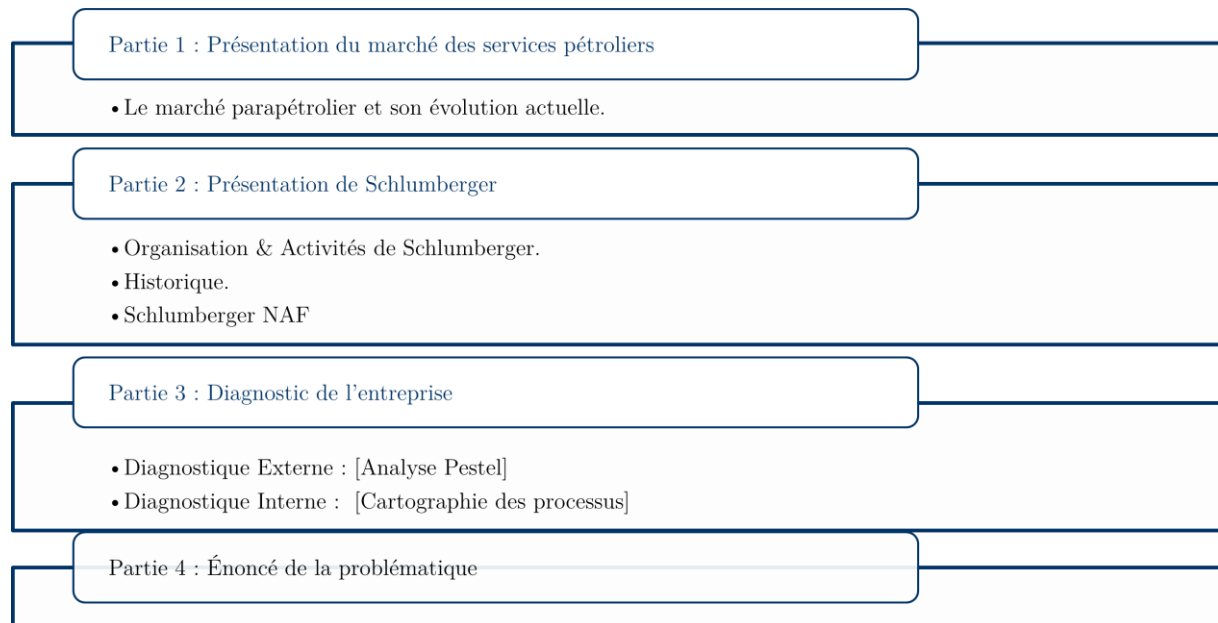 Partie 1 : Présentation du marché des services pétroliers
• Le marché parapétrolier et son évolution actuelle.
Partie 2 : Présentation de Schlumberger
• Organisation & Activités de Schlumberger.
• Historique.
• Schlumberger NAF
Partie 3 : Diagnostic de l'entreprise
• Diagnostique Externe : [Analyse Pestel]
• Diagnostique Interne :  [Cartographie des processus]
Partie 4 : Énoncé de la problématique